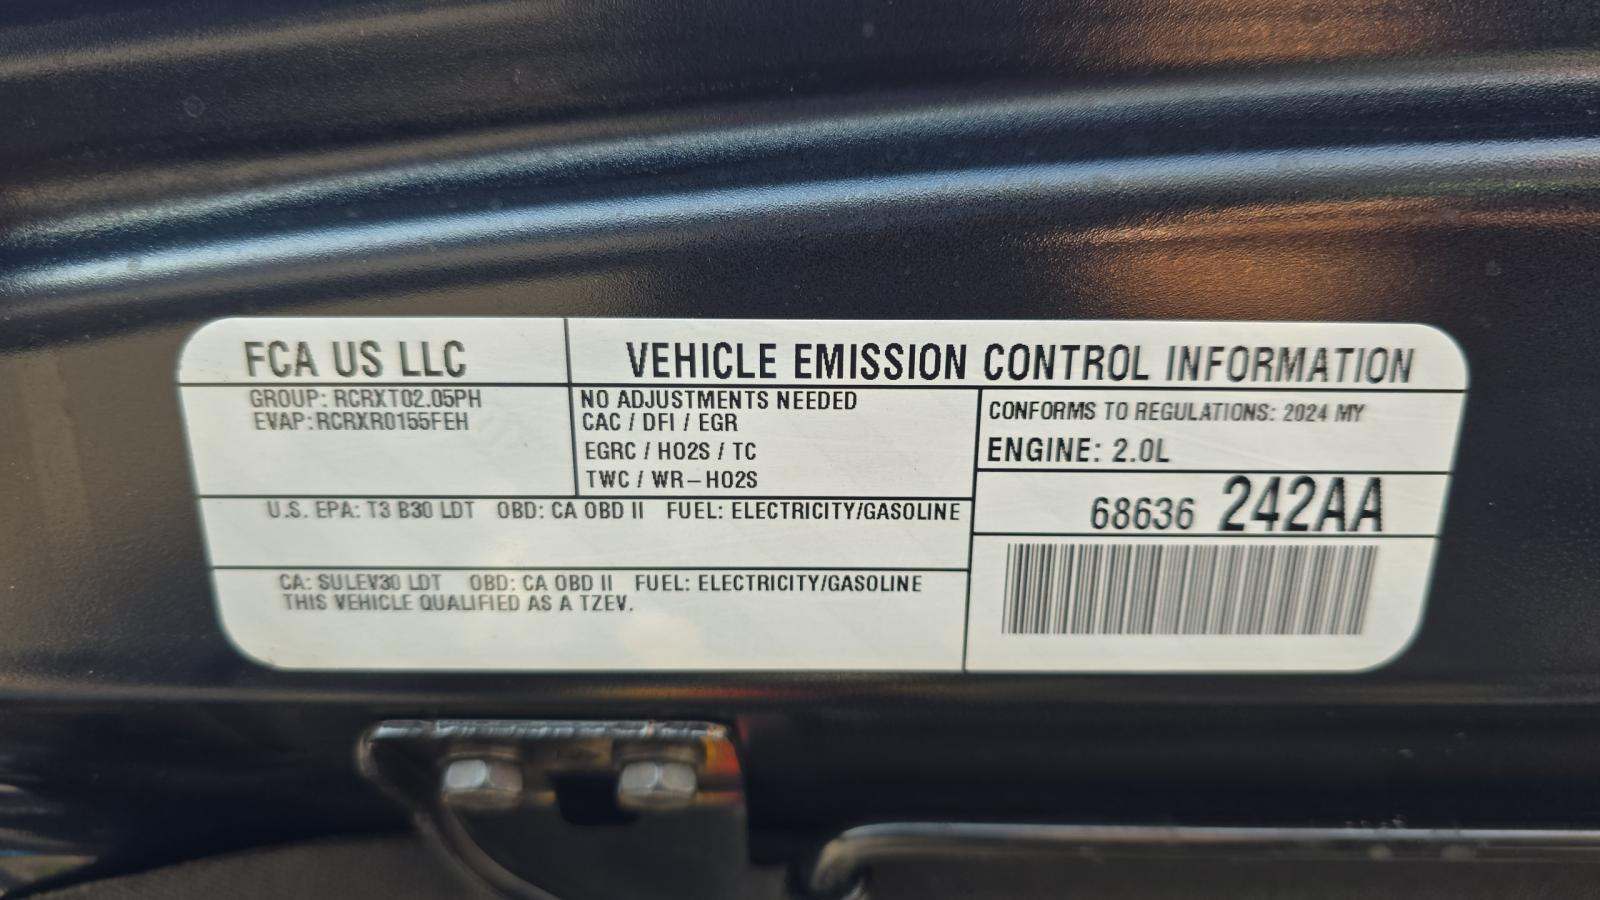 FCA US LLC
VEHICLE EMISSION CONTROL INFORMATION
GROUP: RCRXT02.05PH
EVAP:RCRXR0155FEH
NO ADJUSTMENTS NEEDED
CAC / DFI / EGR
EGRC / HO2S / TC
TWC / WR-HO2S
CONFORMS TO REGULATIONS: 2024 MY
ENGINE: 2.0L
68636 242AA
U.S. EPA: T3 B30 LDT OBD: CA OBD II FUEL: ELECTRICITY/GASOLINE
CA: SULEV30 LDT OBD: CA OBD II FUEL: ELECTRICITY/GASOLINE
THIS VEHICLE QUALIFIED AS A TZEV.